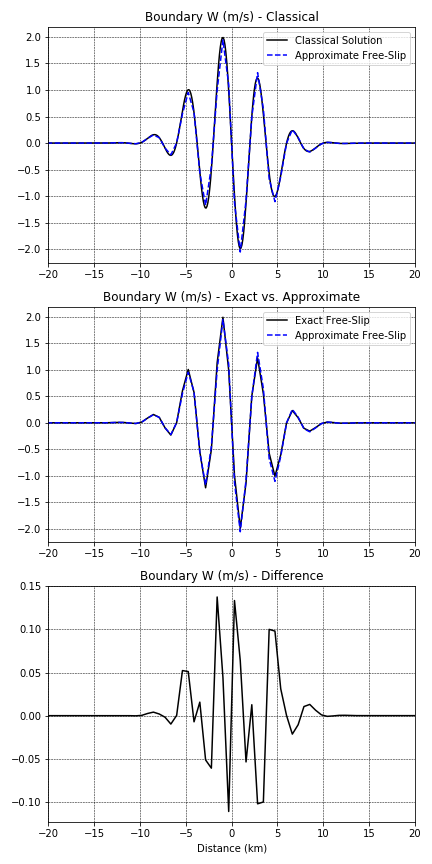 Boundary W (m/s) - Classical
Classical Solution
Approximate Free-Slip
2.0
1.5
1.0
0.5
0.0
−0.5
−1.0
−1.5
−2.0
−20 −15 −10 −5 0 5 10 15 20
Boundary W (m/s) - Exact vs. Approximate
Exact Free-Slip
Approximate Free-Slip
2.0
1.5
1.0
0.5
0.0
−0.5
−1.0
−1.5
−2.0
−20 −15 −10 −5 0 5 10 15 20
Boundary W (m/s) - Difference
0.15
0.10
0.05
0.00
−0.05
−0.10
−20 −15 −10 −5 0 5 10 15 20
Distance (km)